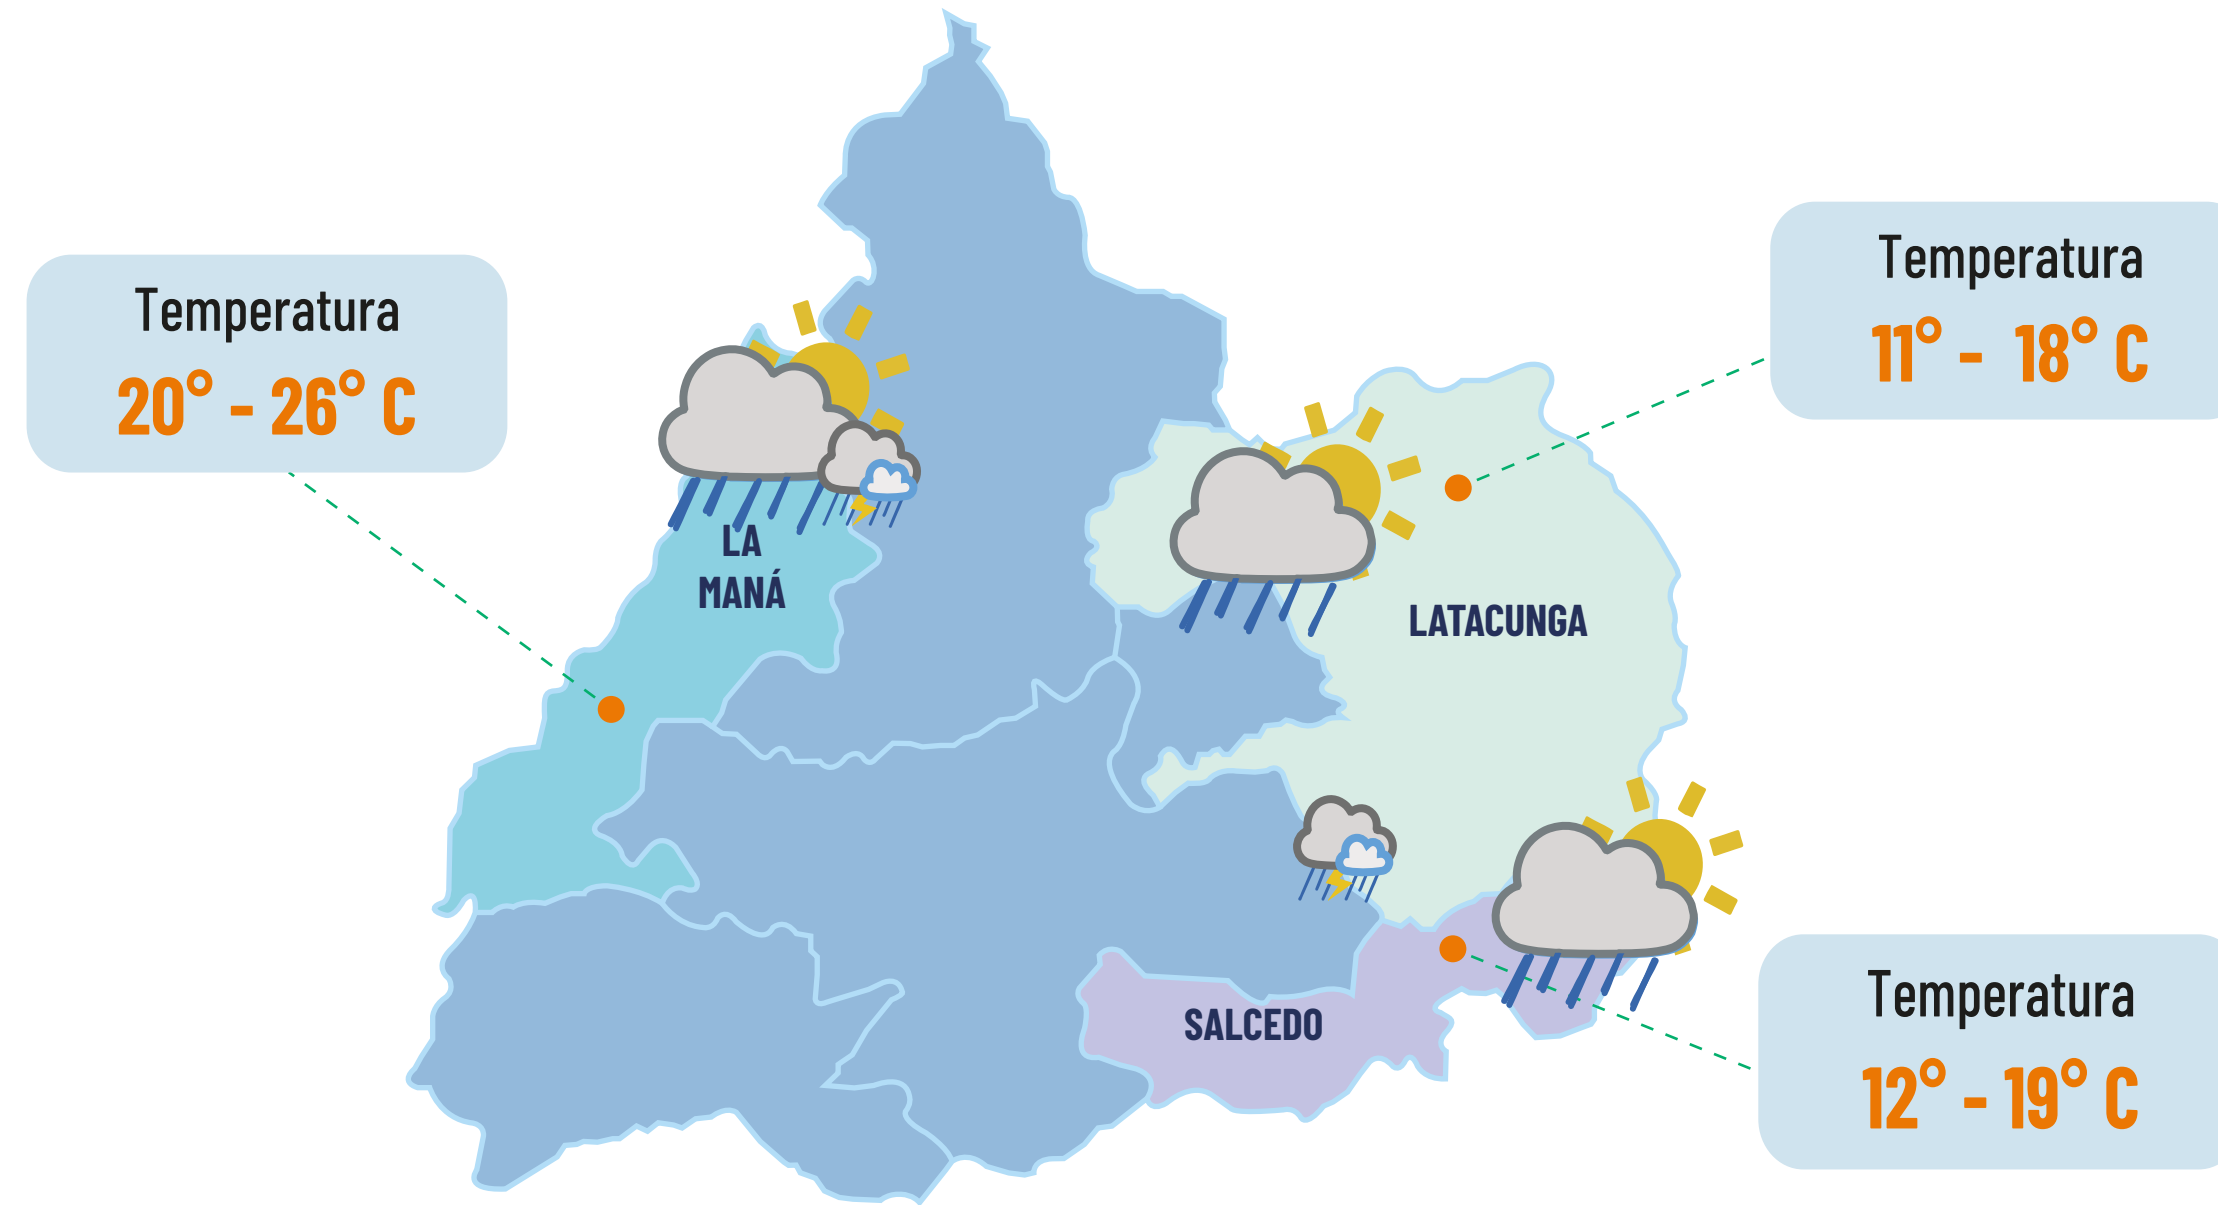 Temperatura
11° - 18° C
Temperatura
20° - 26° C
LA
MANÁ
LATACUNGA
Temperatura
12° - 19° C
SALCEDO